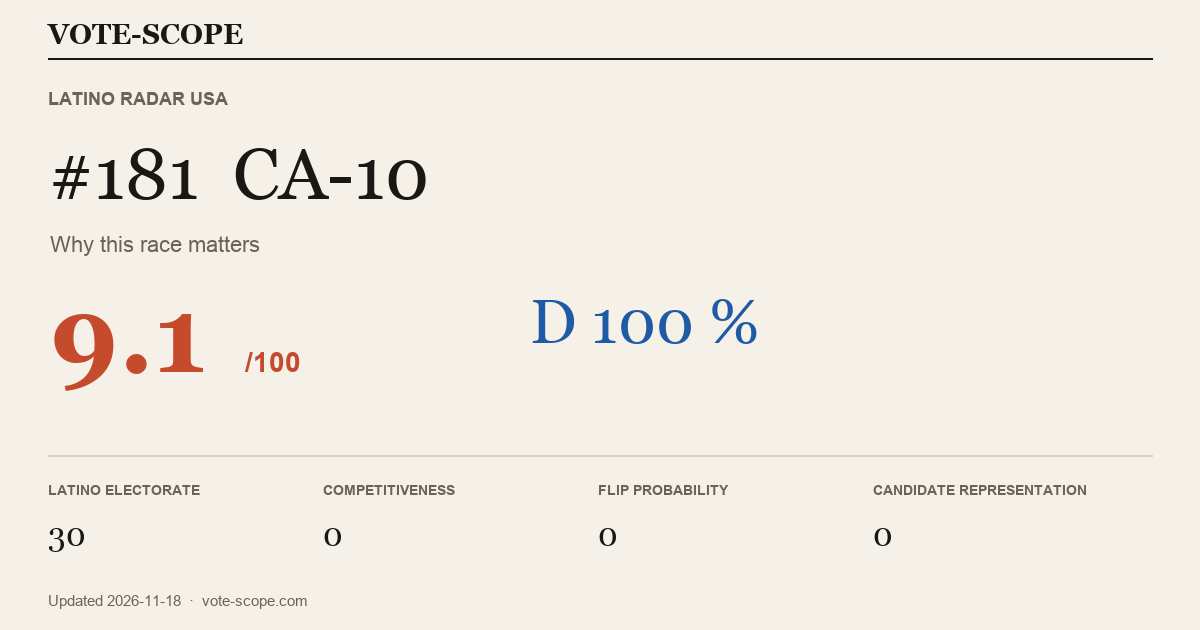 VOTE-SCOPE
LATINO RADAR USA
#181 CA-10
Why this race matters
9.1 /100
D 100 %
LATINO ELECTORATE
30
COMPETITIVENESS
0
FLIP PROBABILITY
0
CANDIDATE REPRESENTATION
0
Updated 2026-11-18 · vote-scope.com